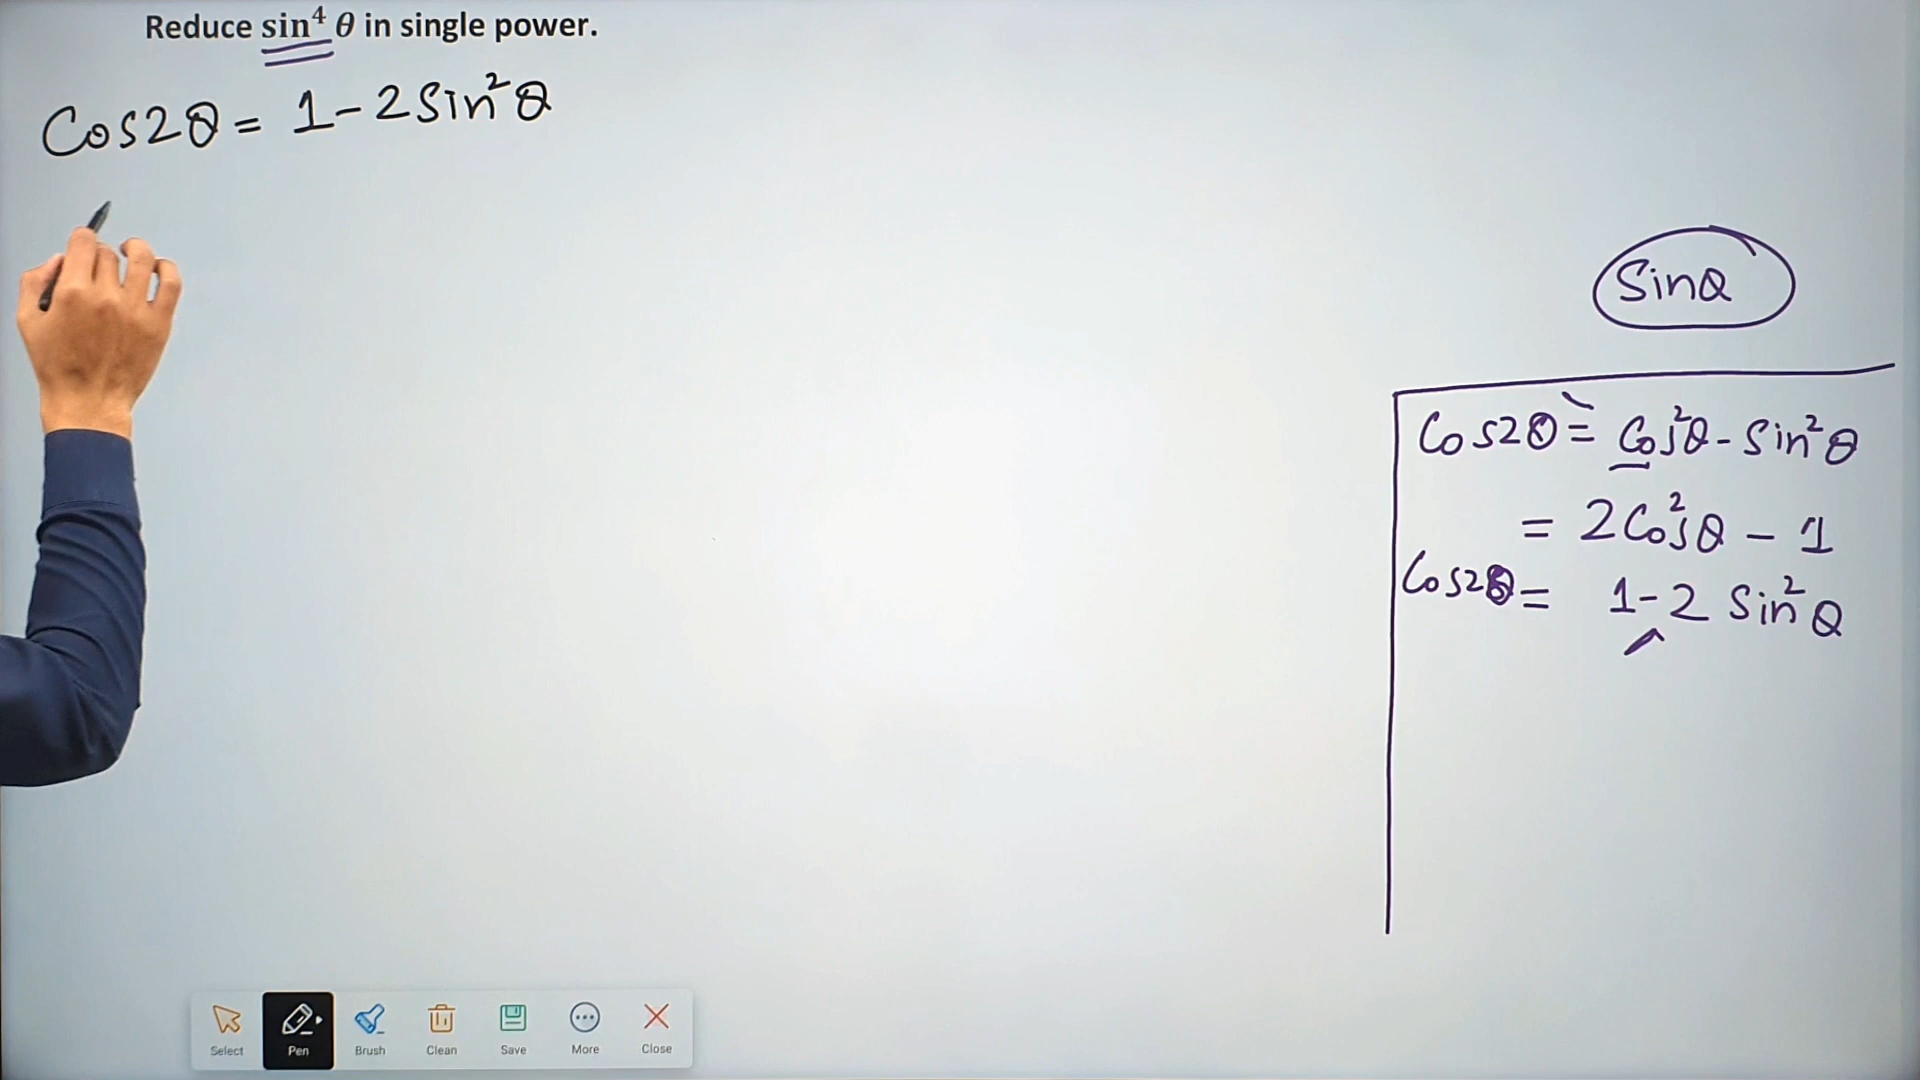 Reduce sin⁴ θ in single power.
Cos2θ = 1-2Sin²θ
Sinθ
Cos2θ = Cos²θ - Sin²θ
= 2Cos²θ - 1
Cos2θ = 1-2 Sin²θ
Select Pen Brush Clean Save More Close